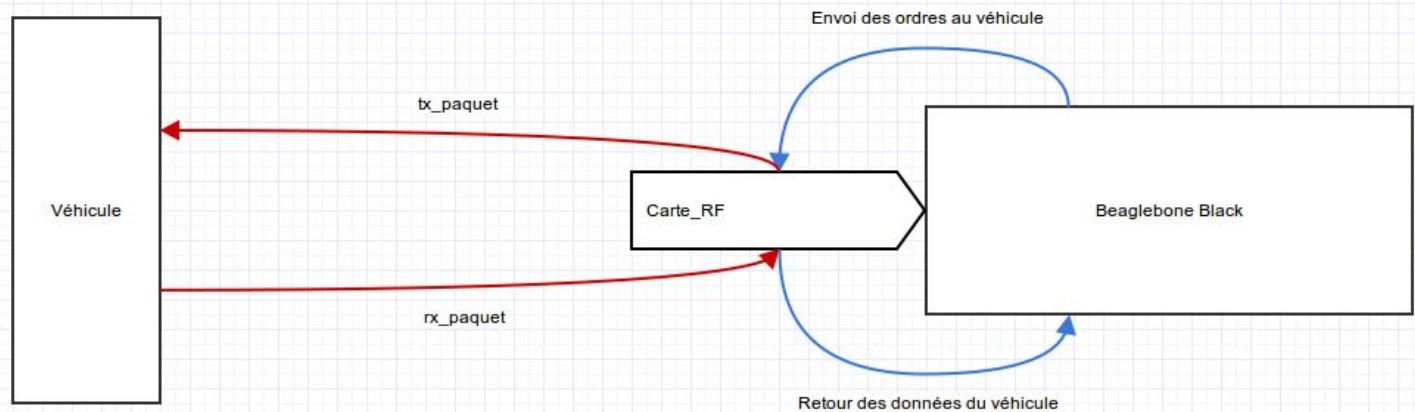 Envoi des ordres au véhicule
tx_paquet
Véhicule
Carte_RF
Beaglebone Black
rx_paquet
Retour des données du véhicule